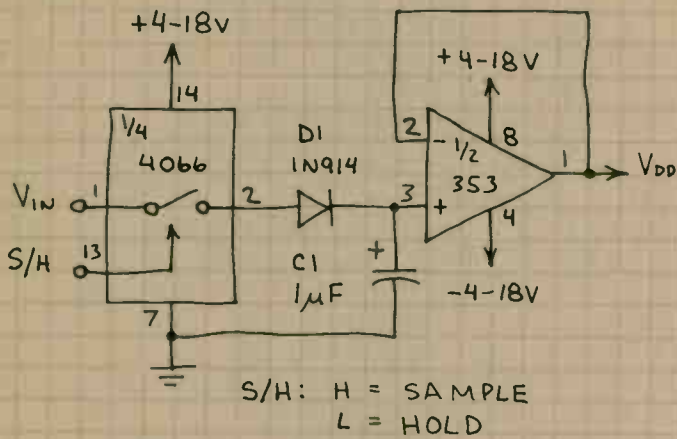 +4-18V
14
1/4
4066
VIN
1
2
S/H
13
7
D1
1N914
3
C1
1µF
+
+4-18V
2
-
1/2
353
+
8
1
VDD
4
-4-18V
S/H: H = SAMPLE
L = HOLD